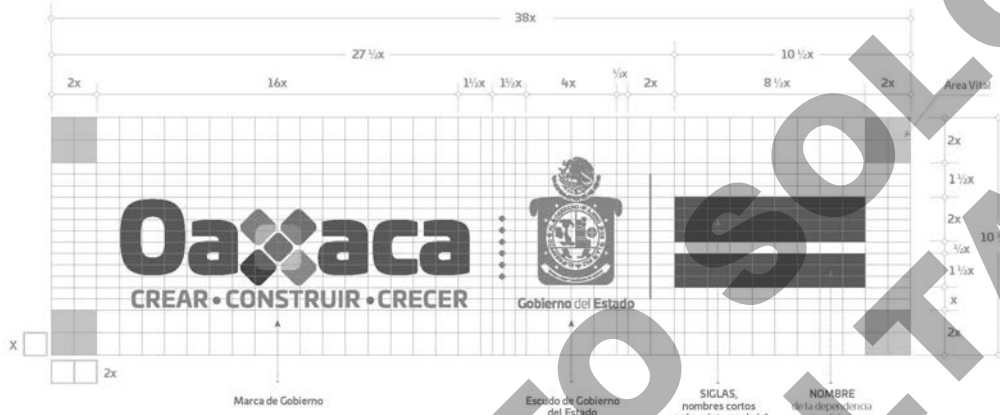 38x
27 ½x
10 ½x
2x
16x
1½x
1½x
4x
½x
2x
8 ½x
2x
Área Vital
2x
1 ½x
2x
10
½x
1 ½x
x
2x
Oaxaca
CREAR • CONSTRUIR • CRECER
Gobierno del Estado
X
2x
Marca de Gobierno
Escudo de Gobierno
del Estado
SIGLAS,
nombres cortos
NOMBRE
de la dependencia
SOLO